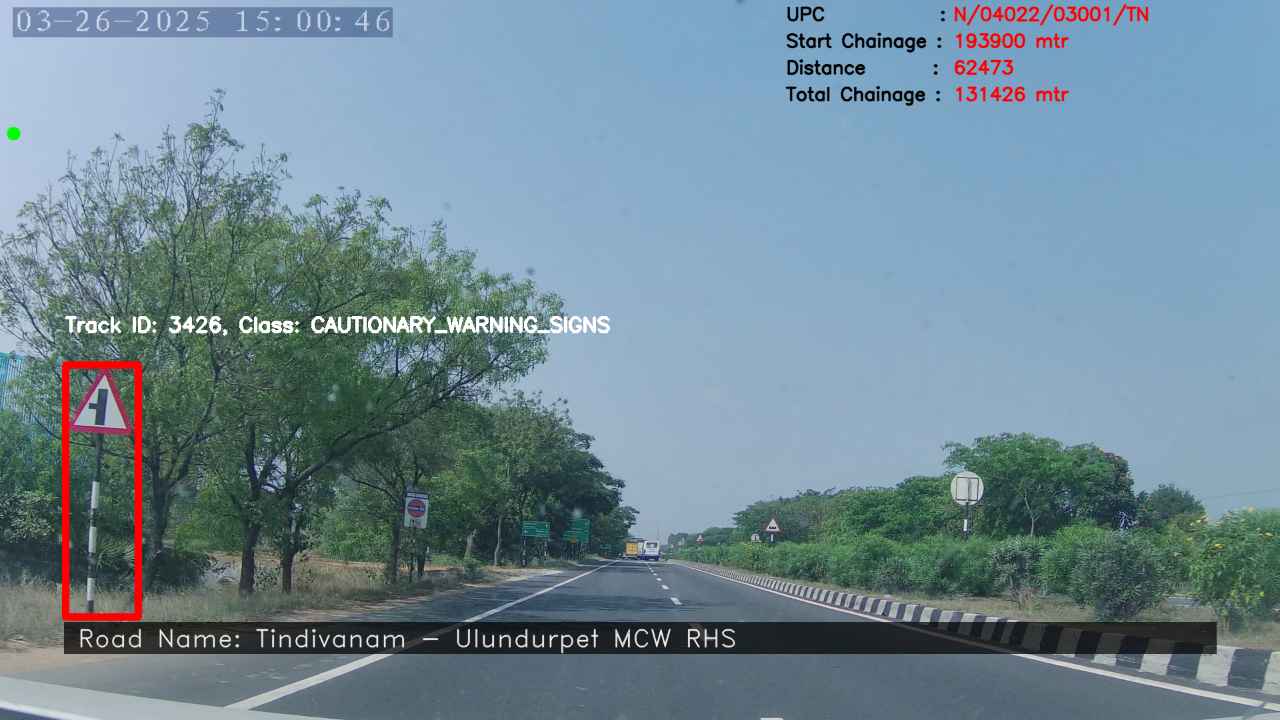 03-26-2025 15:00:46
UPC : N/04022/03001/TN
Start Chainage : 193900 mtr
Distance : 62473
Total Chainage : 131426 mtr
Track ID: 3426, Class: CAUTIONARY_WARNING_SIGNS
Road Name: Tindivanam - Ulundurpet MCW RHS